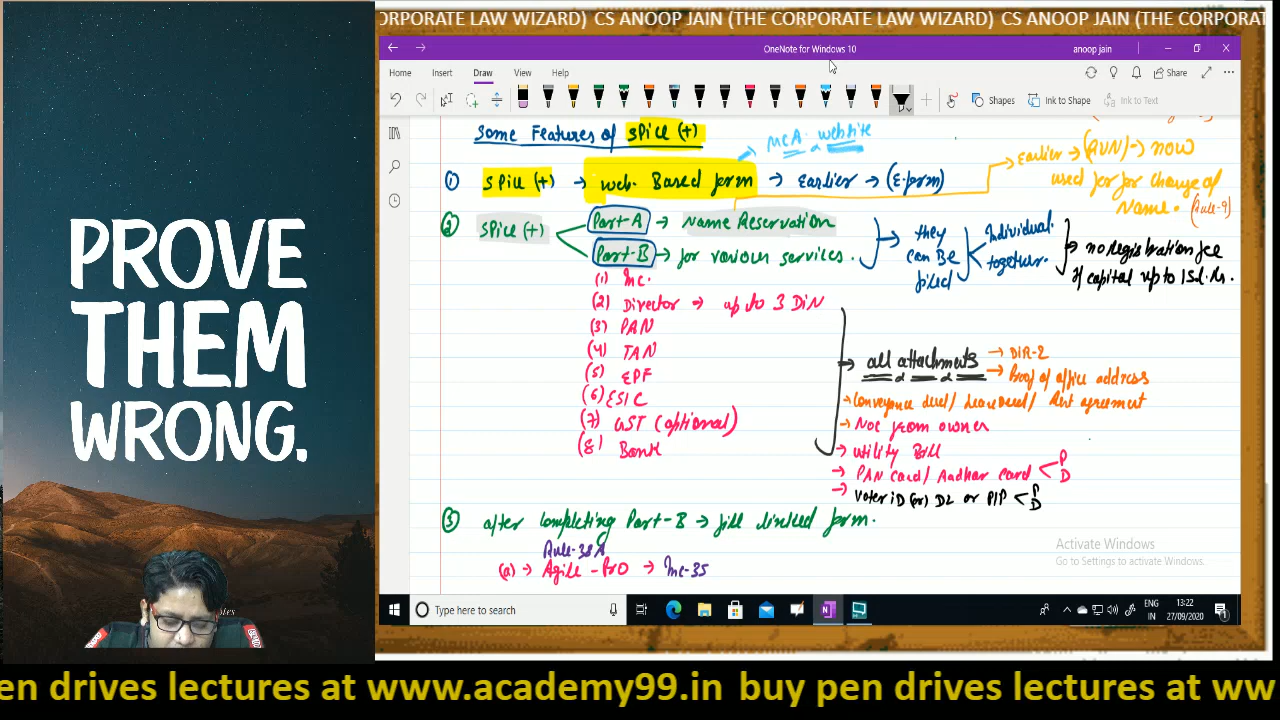 ORPORATE LAW WIZARD) CS ANOOP JAIN (THE CORPORATE LAW WIZARD) CS ANOOP JAIN (THE CORPORAT
PROVE
THEM
WRONG.
OneNote for Windows 10
anoop jain
Home Insert Draw View Help
Share
Shapes Ink to Shape Ink to Text
Some Features of SPICE (+)
MCA website
① SPICE (+) → web-Based form → Earlier → (E-form)
Earlier → (RUN) → now
used for for change of
Name. (Rule-9)
② SPICE (+)
Part-A → Name Reservation
Part-B → for various services.
they
can Be
filed
Individual.
together.
→ no Registration fee
if capital up to 15L. Rs.
(1) Inc.
(2) Director → up to 3 DIN
(3) PAN
(4) TAN
(5) EPF
(6) ESIC
(7) GST (optional)
(8) Bank
→ all attachments
→ DIR-2
→ Proof of office address
→ Conveyance deed/ Lease deed/ Rent agreement
→ NOC from owner
→ utility Bill
→ PAN card/ Aadhar card < P D
→ Voter ID (or) DL or P/P < P D
③ after completing Part-B → fill linked form.
Rule-38A
(a) → Agile-PRO → Inc-35
Activate Windows
Go to Settings to activate Windows.
Type here to search
ENG
IN
13:22
27/09/2020
en drives lectures at www.academy99.in buy pen drives lectures at ww